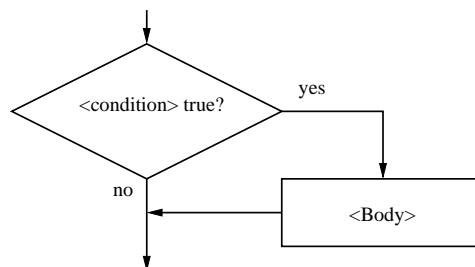 <condition> true?
yes
no
<Body>